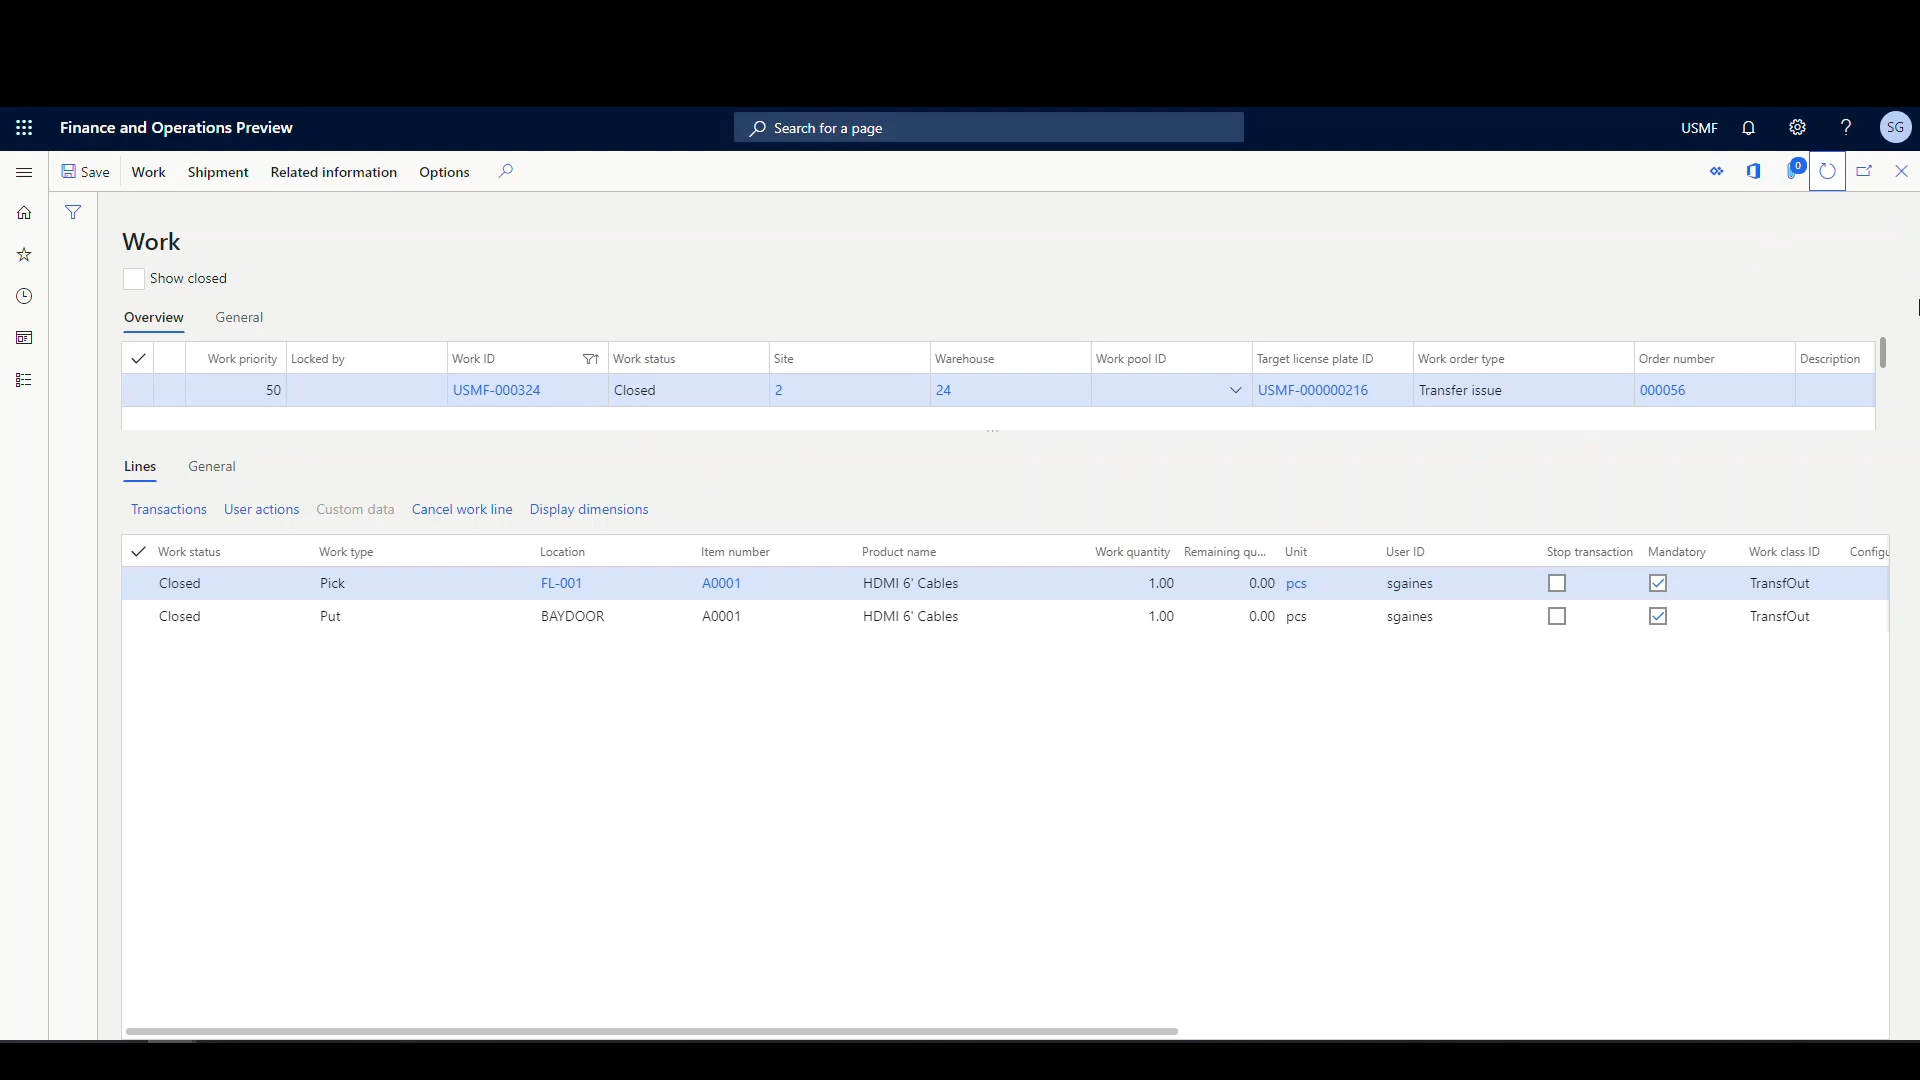 Finance and Operations Preview
Search for a page
USMF
?
SG
Save
Work
Shipment
Related information
Options
0
Work
Show closed
Overview
General
Work priority Locked by Work ID Work status Site Warehouse Work pool ID Target license plate ID Work order type Order number Description
50 USMF-000324 Closed 2 24 USMF-000000216 Transfer issue 000056
...
Lines
General
Transactions User actions Custom data Cancel work line Display dimensions
Work status Work type Location Item number Product name Work quantity Remaining qu... Unit User ID Stop transaction Mandatory Work class ID Configu
Closed Pick FL-001 A0001 HDMI 6' Cables 1.00 0.00 pcs sgaines TransfOut
Closed Put BAYDOOR A0001 HDMI 6' Cables 1.00 0.00 pcs sgaines TransfOut